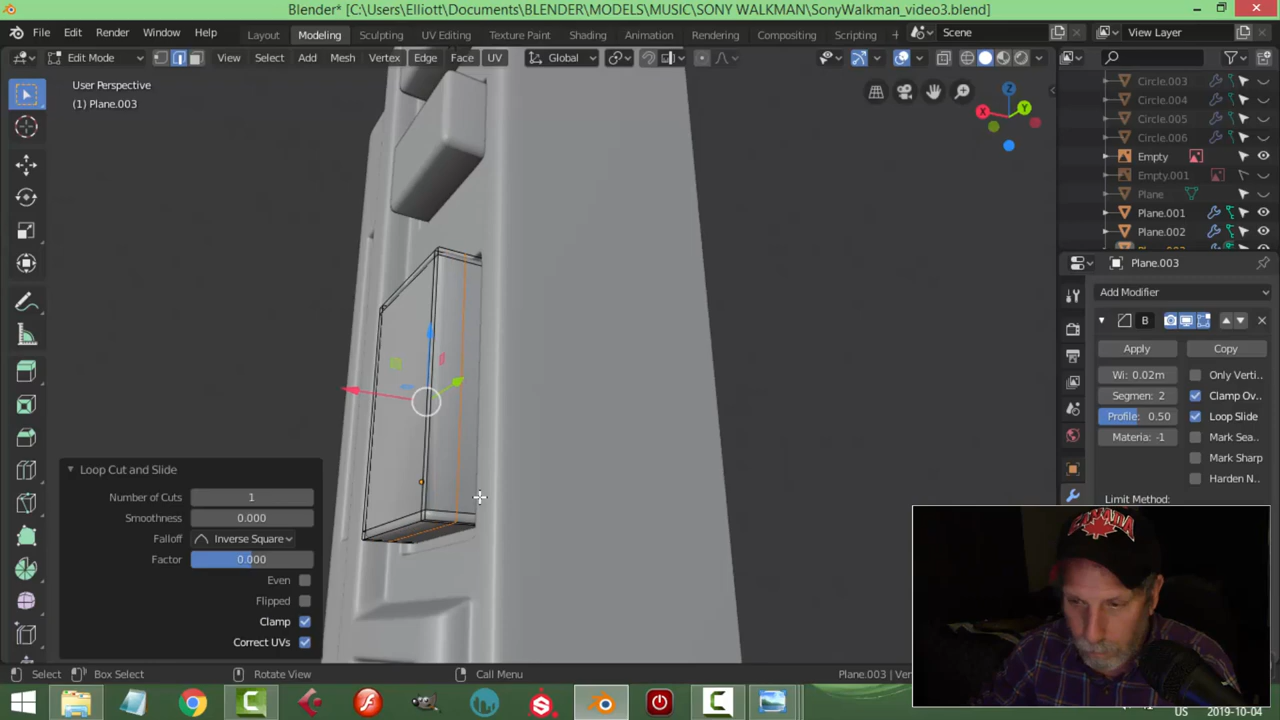 Blender* [C:\Users\Elliott\Documents\BLENDER\MODELS\MUSIC\SONY WALKMAN\SonyWalkman_video3.blend]
File Edit Render Window Help Layout Modeling Sculpting UV Editing Texture Paint Shading Animation Rendering Compositing Scripting + Scene View Layer
Edit Mode View Select Add Mesh Vertex Edge Face UV Global
User Perspective
(1) Plane.003
X
Y
Z
Circle.003
Circle.004
Circle.005
Circle.006
Empty
Empty.001
Plane
Plane.001
Plane.002
Plane.003
Add Modifier
B
Apply Copy
Wi: 0.02m Only Verti..
Segmen: 2 Clamp Ov..
Profile: 0.50 Loop Slide
Materia: -1 Mark Sea..
Mark Sharp
Harden N..
Limit Method:
Loop Cut and Slide
Number of Cuts 1
Smoothness 0.000
Falloff Inverse Square
Factor 0.000
Even
Flipped
Clamp
Correct UVs
CANADA
Select Box Select Rotate View Call Menu Plane.003 | Ve
US 2019-10-04